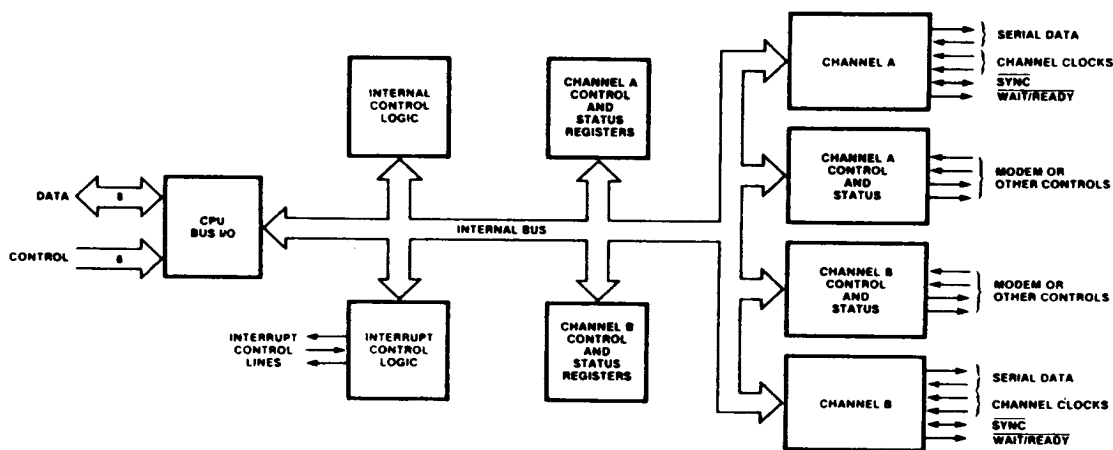 DATA
8
CONTROL
6
CPU
BUS I/O
INTERNAL
CONTROL
LOGIC
CHANNEL A
CONTROL
AND
STATUS
REGISTERS
INTERNAL BUS
INTERRUPT
CONTROL
LINES
INTERRUPT
CONTROL
LOGIC
CHANNEL B
CONTROL
AND
STATUS
REGISTERS
CHANNEL A
SERIAL DATA
CHANNEL CLOCKS
SYNC
WAIT/READY
CHANNEL A
CONTROL
AND
STATUS
MODEM OR
OTHER CONTROLS
CHANNEL B
CONTROL
AND
STATUS
MODEM OR
OTHER CONTROLS
CHANNEL B
SERIAL DATA
CHANNEL CLOCKS
SYNC
WAIT/READY